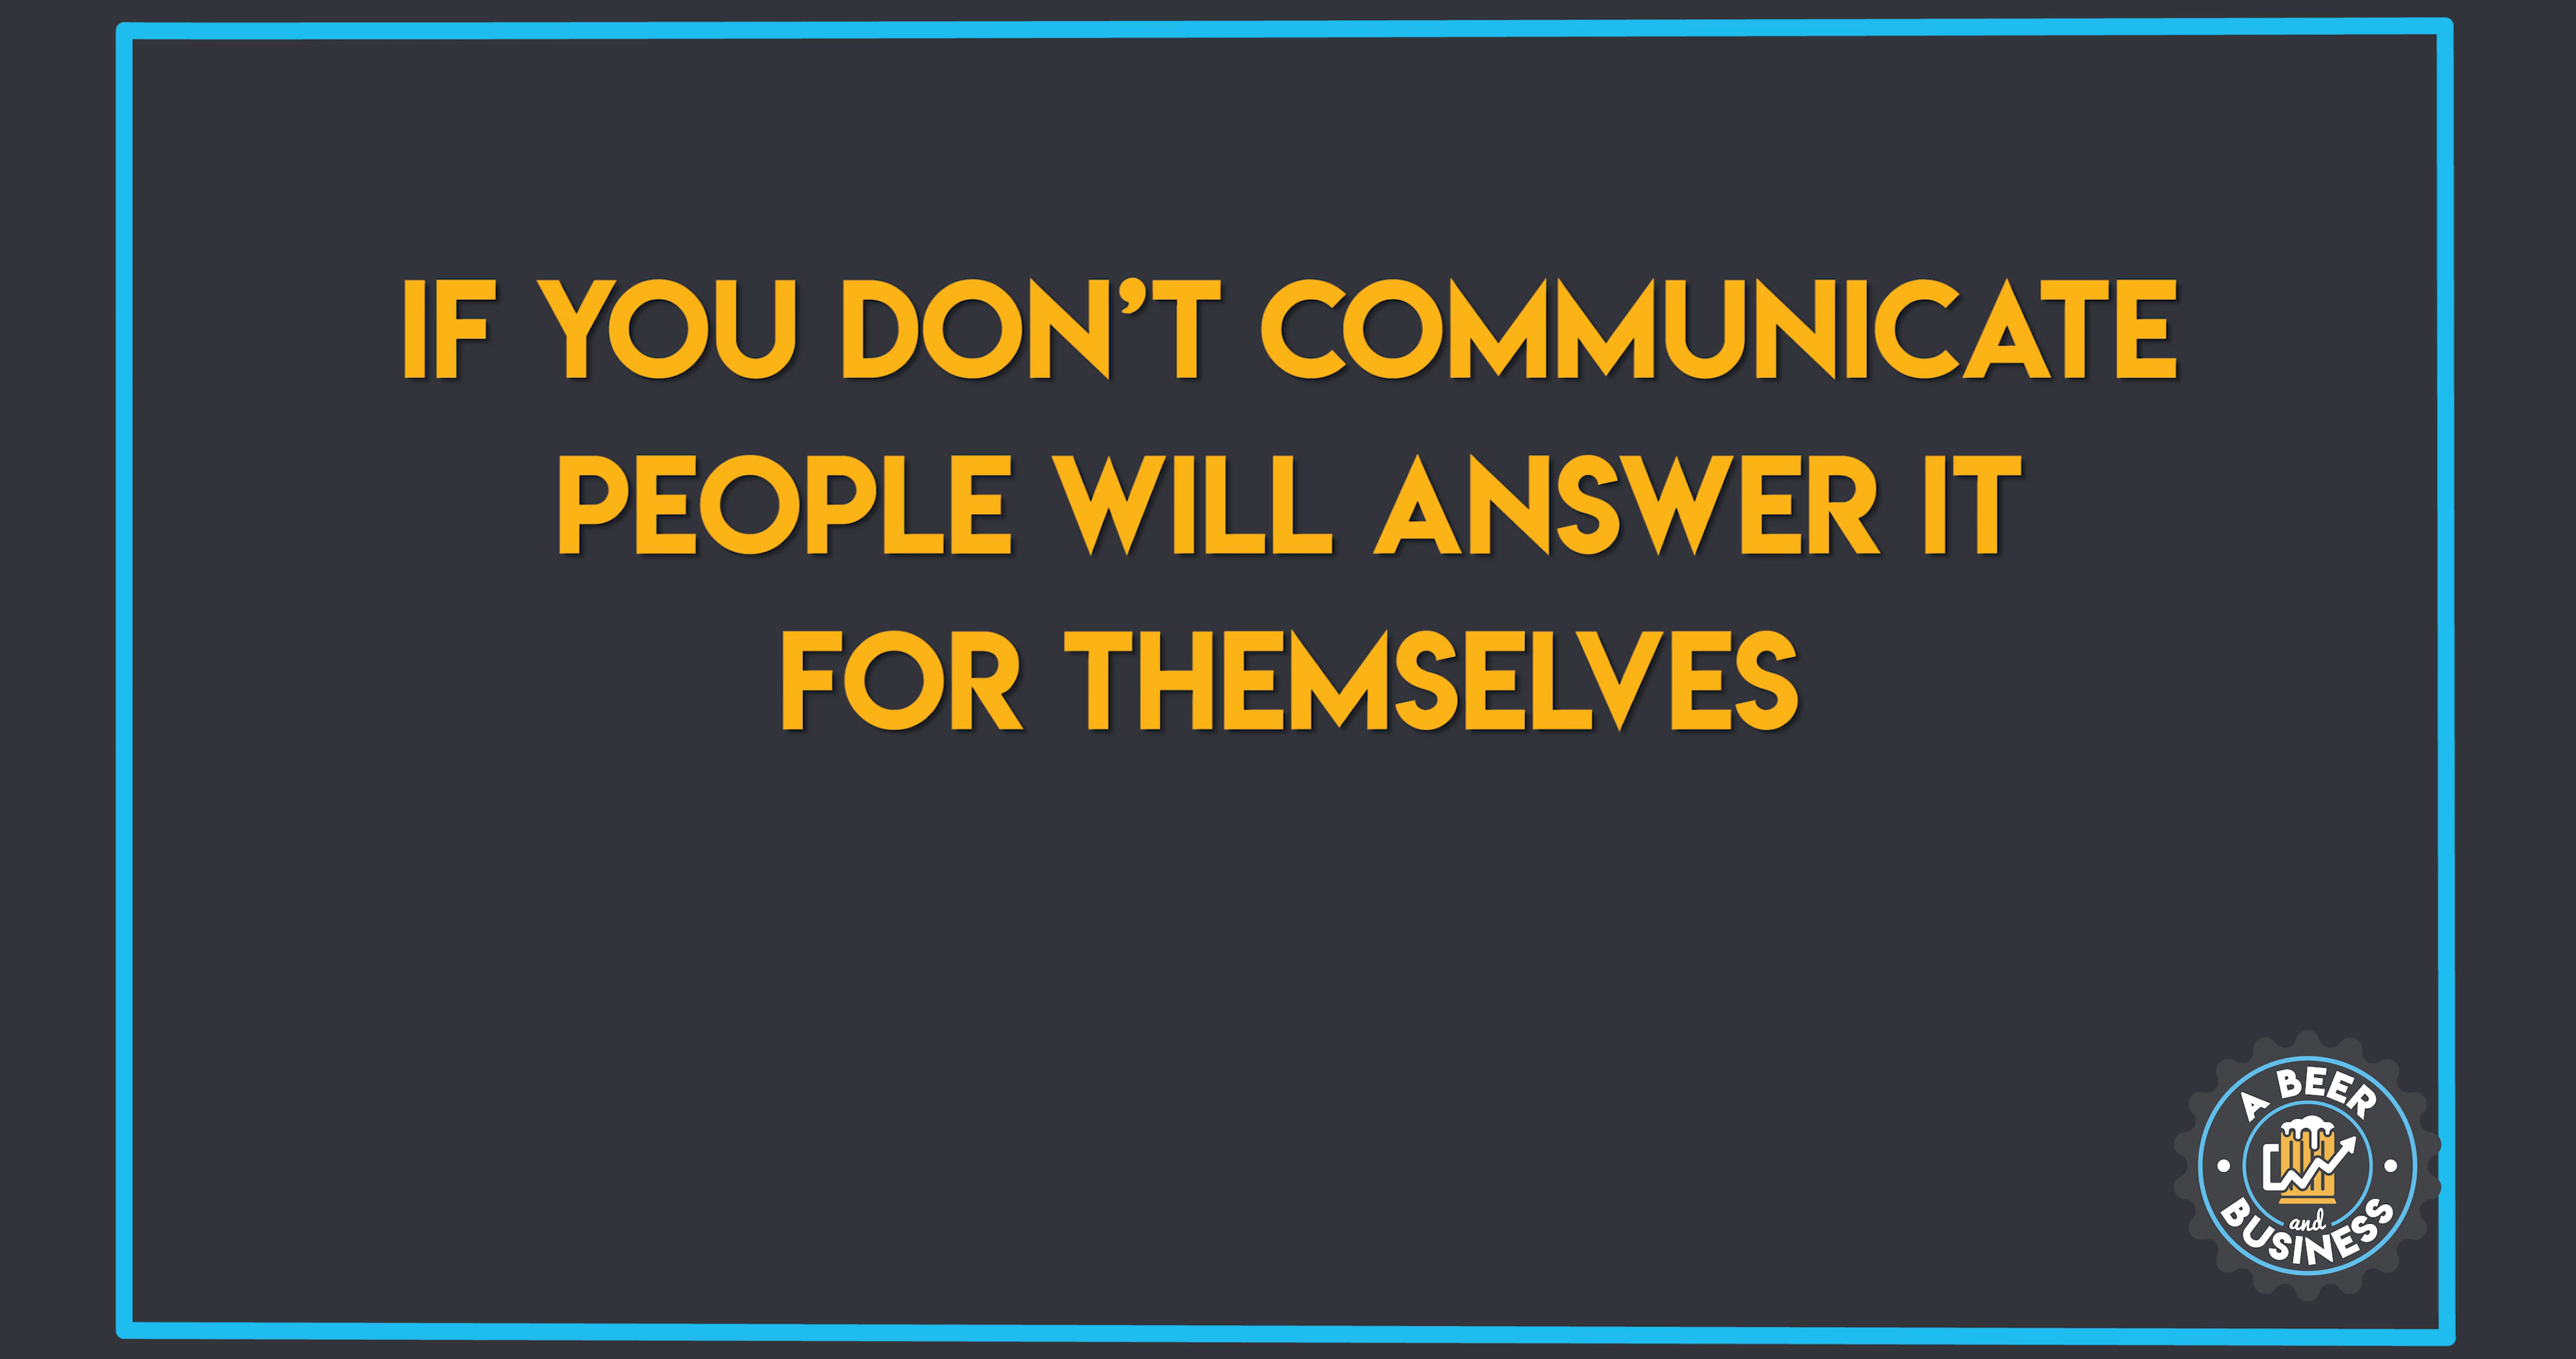 IF YOU DON’T COMMUNICATE
PEOPLE WILL ANSWER IT
FOR THEMSELVES
A BEER
and
BUSINESS